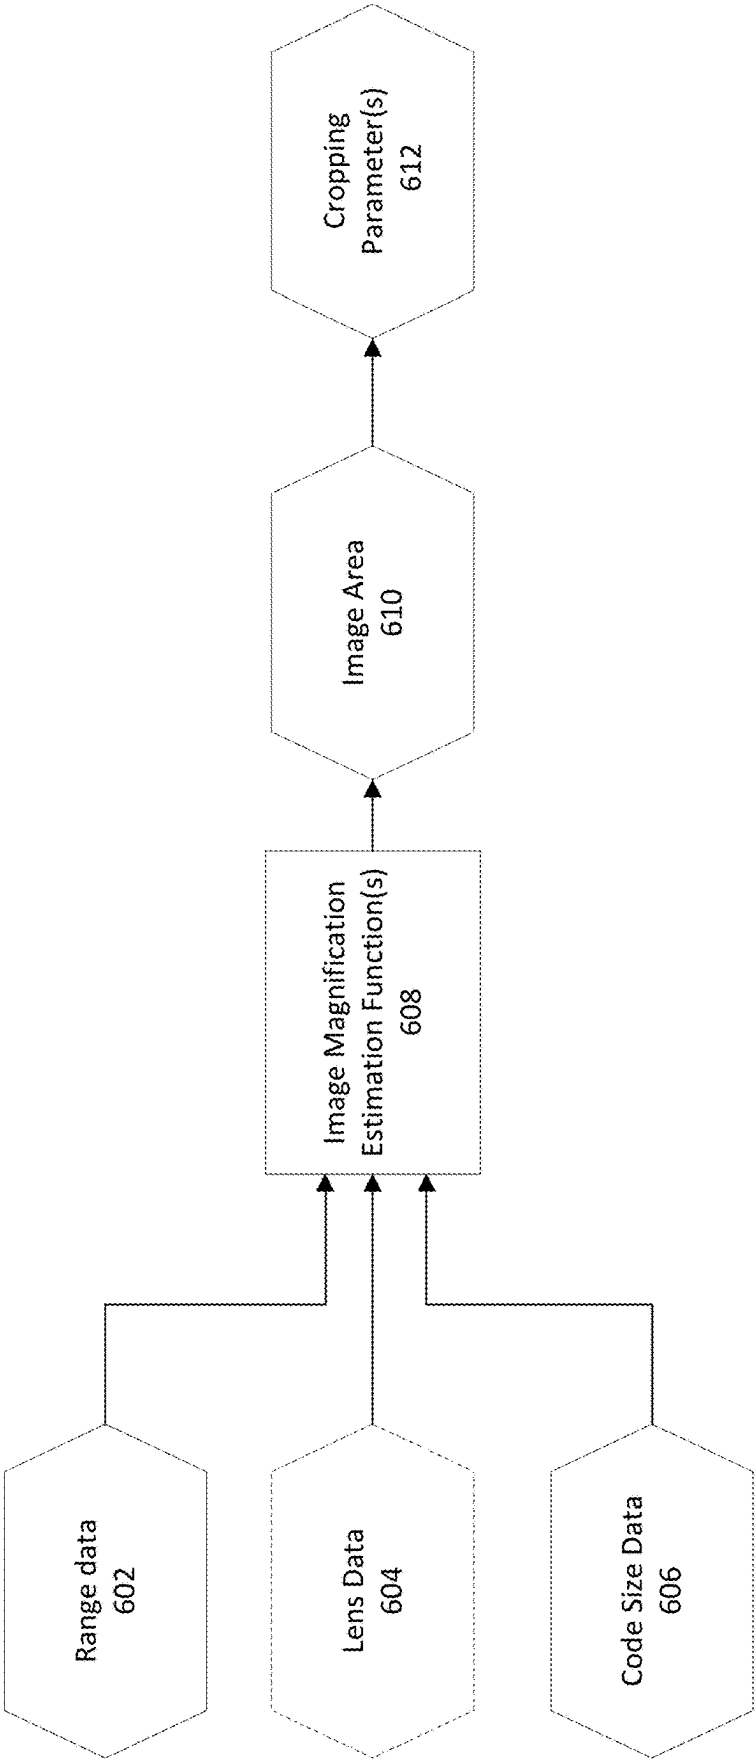 Range data
602
Lens Data
604
Code Size Data
606
Image Magnification
Estimation Function(s)
608
Image Area
610
Cropping
Parameter(s)
612